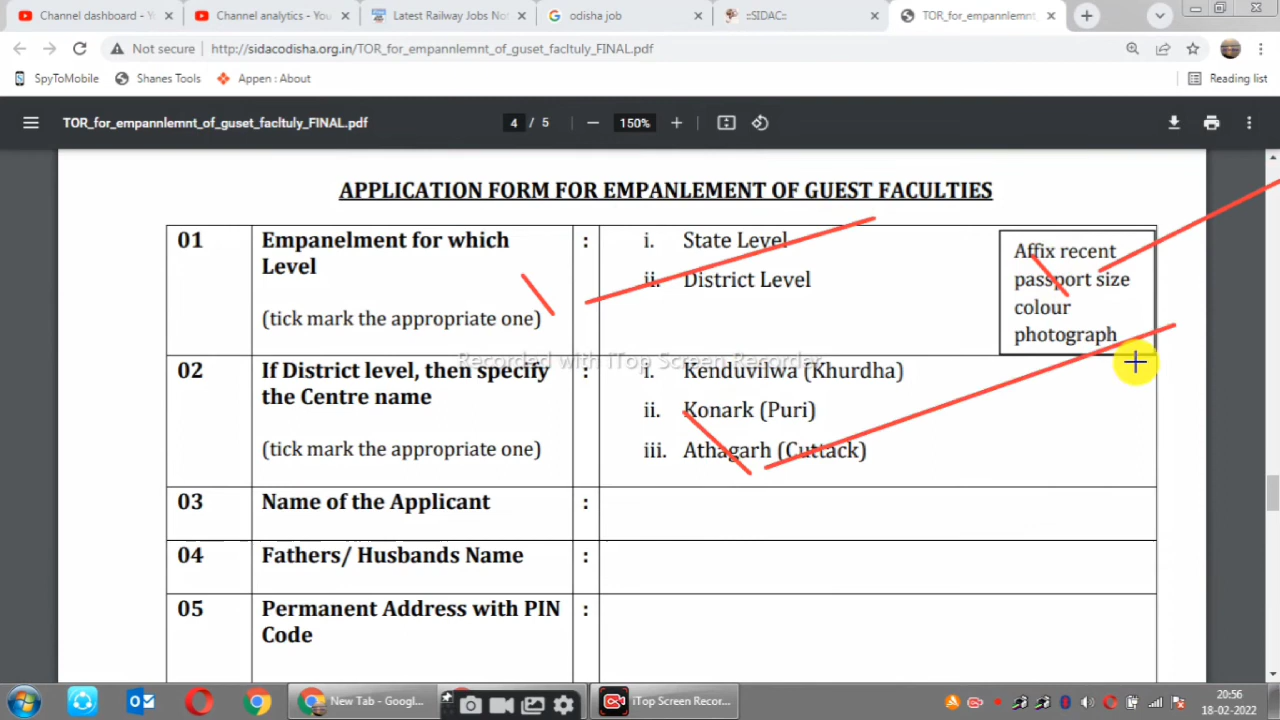 Channel dashboard - Y
Channel analytics - You
Latest Railway Jobs No
odisha job
::SIDAC::
TOR_for_empannlemnt
Not secure
http://sidacodisha.org.in/TOR_for_empannlemnt_of_guset_facltuly_FINAL.pdf
SpyToMobile
Shanes Tools
Appen : About
Reading list
TOR_for_empannlemnt_of_guset_facltuly_FINAL.pdf
4 / 5
150%
APPLICATION FORM FOR EMPANLEMENT OF GUEST FACULTIES
01 Empanelment for which Level
(tick mark the appropriate one)
:
i. State Level
ii. District Level
Affix recent
passport size
colour
photograph
Recorded with iTop Screen Recorder
02 If District level, then specify
the Centre name
(tick mark the appropriate one)
:
i. Kenduvilwa (Khurdha)
ii. Konark (Puri)
iii. Athagarh (Cuttack)
03 Name of the Applicant :
04 Fathers/ Husbands Name :
05 Permanent Address with PIN :
Code
New Tab - Googl...
iTop Screen Recor...
20:56
18-02-2022